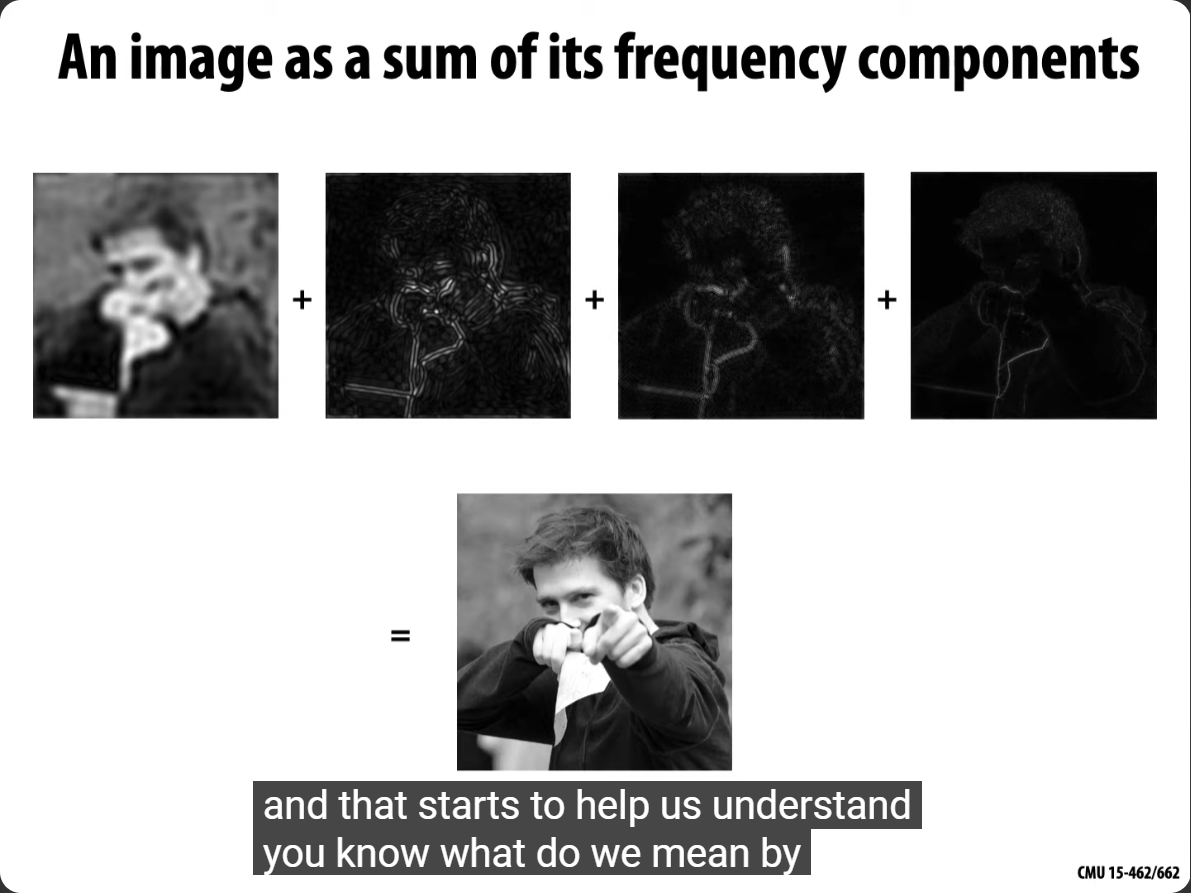 An image as a sum of its frequency components
+ + +
=
and that starts to help us understand
you know what do we mean by
CMU 15-462/662